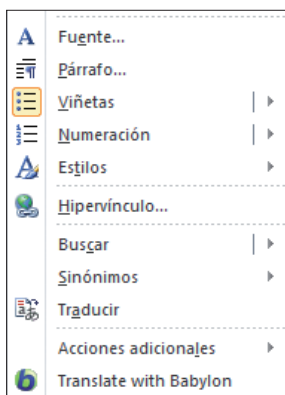 Fuente...
Párrafo...
Viñetas
Numeración
Estilos
Hipervínculo...
Buscar
Sinónimos
Traducir
Acciones adicionales
Translate with Babylon